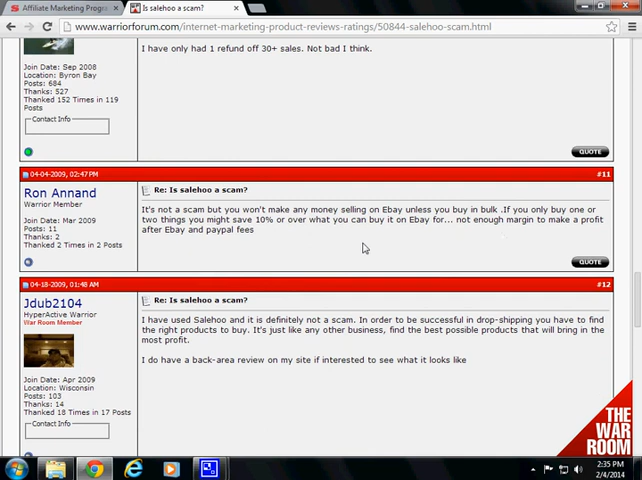 Affiliate Marketing Progra
Is salehoo a scam?
www.warriorforum.com/internet-marketing-product-reviews-ratings/50844-salehoo-scam.html
I have only had 1 refund off 30+ sales. Not bad I think.
Join Date: Sep 2008
Location: Byron Bay
Posts: 684
Thanks: 527
Thanked 152 Times in 119
Posts
Contact Info
QUOTE
04-04-2009, 02:47 PM
#11
Ron Annand
Warrior Member
Join Date: Mar 2009
Posts: 11
Thanks: 2
Thanked 2 Times in 2 Posts
Re: Is salehoo a scam?
It's not a scam but you won't make any money selling on Ebay unless you buy in bulk .If you only buy one or
two things you might save 10% or over what you can buy it on Ebay for... not enough margin to make a profit
after Ebay and paypal fees
QUOTE
04-18-2009, 01:48 AM
#12
Jdub2104
HyperActive Warrior
War Room Member
Join Date: Apr 2009
Location: Wisconsin
Posts: 103
Thanks: 14
Thanked 18 Times in 17 Posts
Contact Info
Re: Is salehoo a scam?
I have used Salehoo and it is definitely not a scam. In order to be successful in drop-shipping you have to find
the right products to buy. It's just like any other business, find the best possible products that will bring in the
most profit.
I do have a back-area review on my site if interested to see what it looks like
THE
WAR
ROOM
2:35 PM
2/4/2014